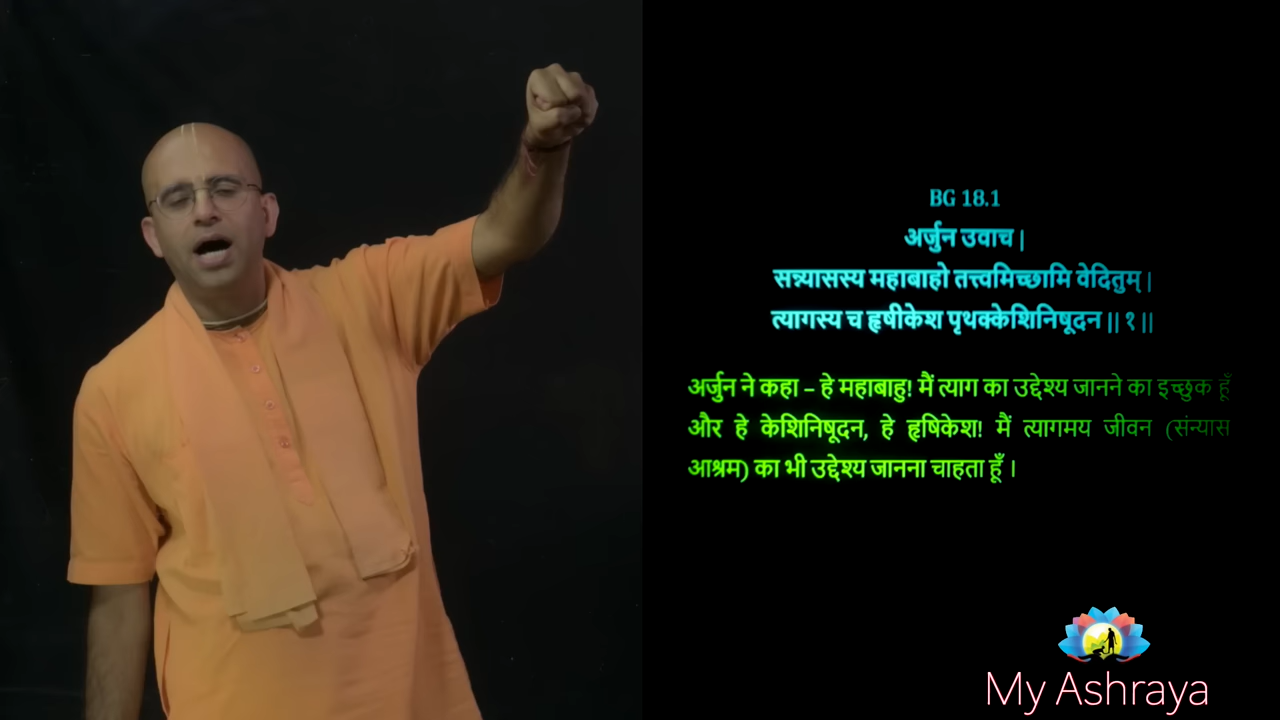 BG 18.1
अर्जुन उवाच |
सन्न्यासस्य महाबाहो तत्त्वमिच्छामि वेदितुम् |
त्यागस्य च हृषीकेश पृथक्केशिनिषूदन || १ ||
अर्जुन ने कहा – हे महाबाहु! मैं त्याग का उद्देश्य जानने का इच्छुक हूँ
और हे केशिनिषूदन, हे हृषिकेश! मैं त्यागमय जीवन (संन्यास
आश्रम) का भी उद्देश्य जानना चाहता हूँ ।
My Ashraya